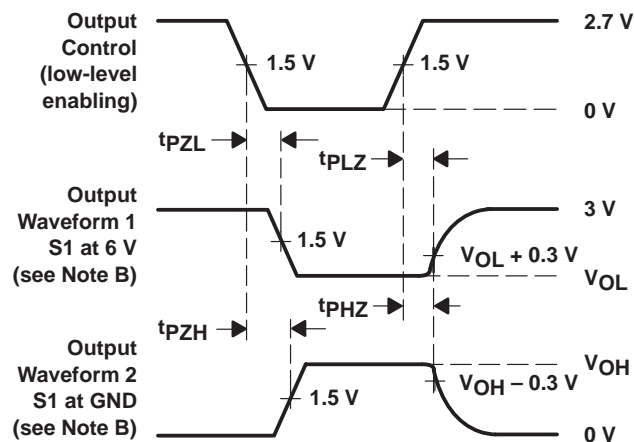 Output
Control
(low-level
enabling)
1.5 V
1.5 V
2.7 V
0 V
tPZL
tPLZ
Output
Waveform 1
S1 at 6 V
(see Note B)
1.5 V
3 V
VOL + 0.3 V
VOL
tPZH
tPHZ
Output
Waveform 2
S1 at GND
(see Note B)
1.5 V
VOH
VOH – 0.3 V
0 V